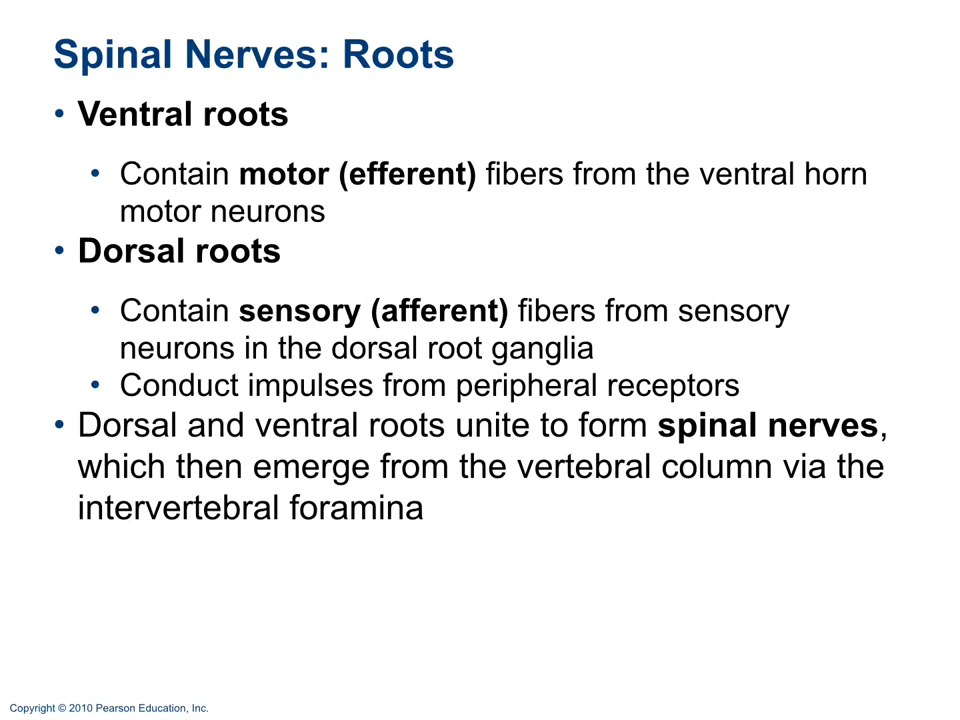 Spinal Nerves: Roots
• Ventral roots
• Contain motor (efferent) fibers from the ventral horn
motor neurons
• Dorsal roots
• Contain sensory (afferent) fibers from sensory
neurons in the dorsal root ganglia
• Conduct impulses from peripheral receptors
• Dorsal and ventral roots unite to form spinal nerves,
which then emerge from the vertebral column via the
intervertebral foramina
Copyright © 2010 Pearson Education, Inc.